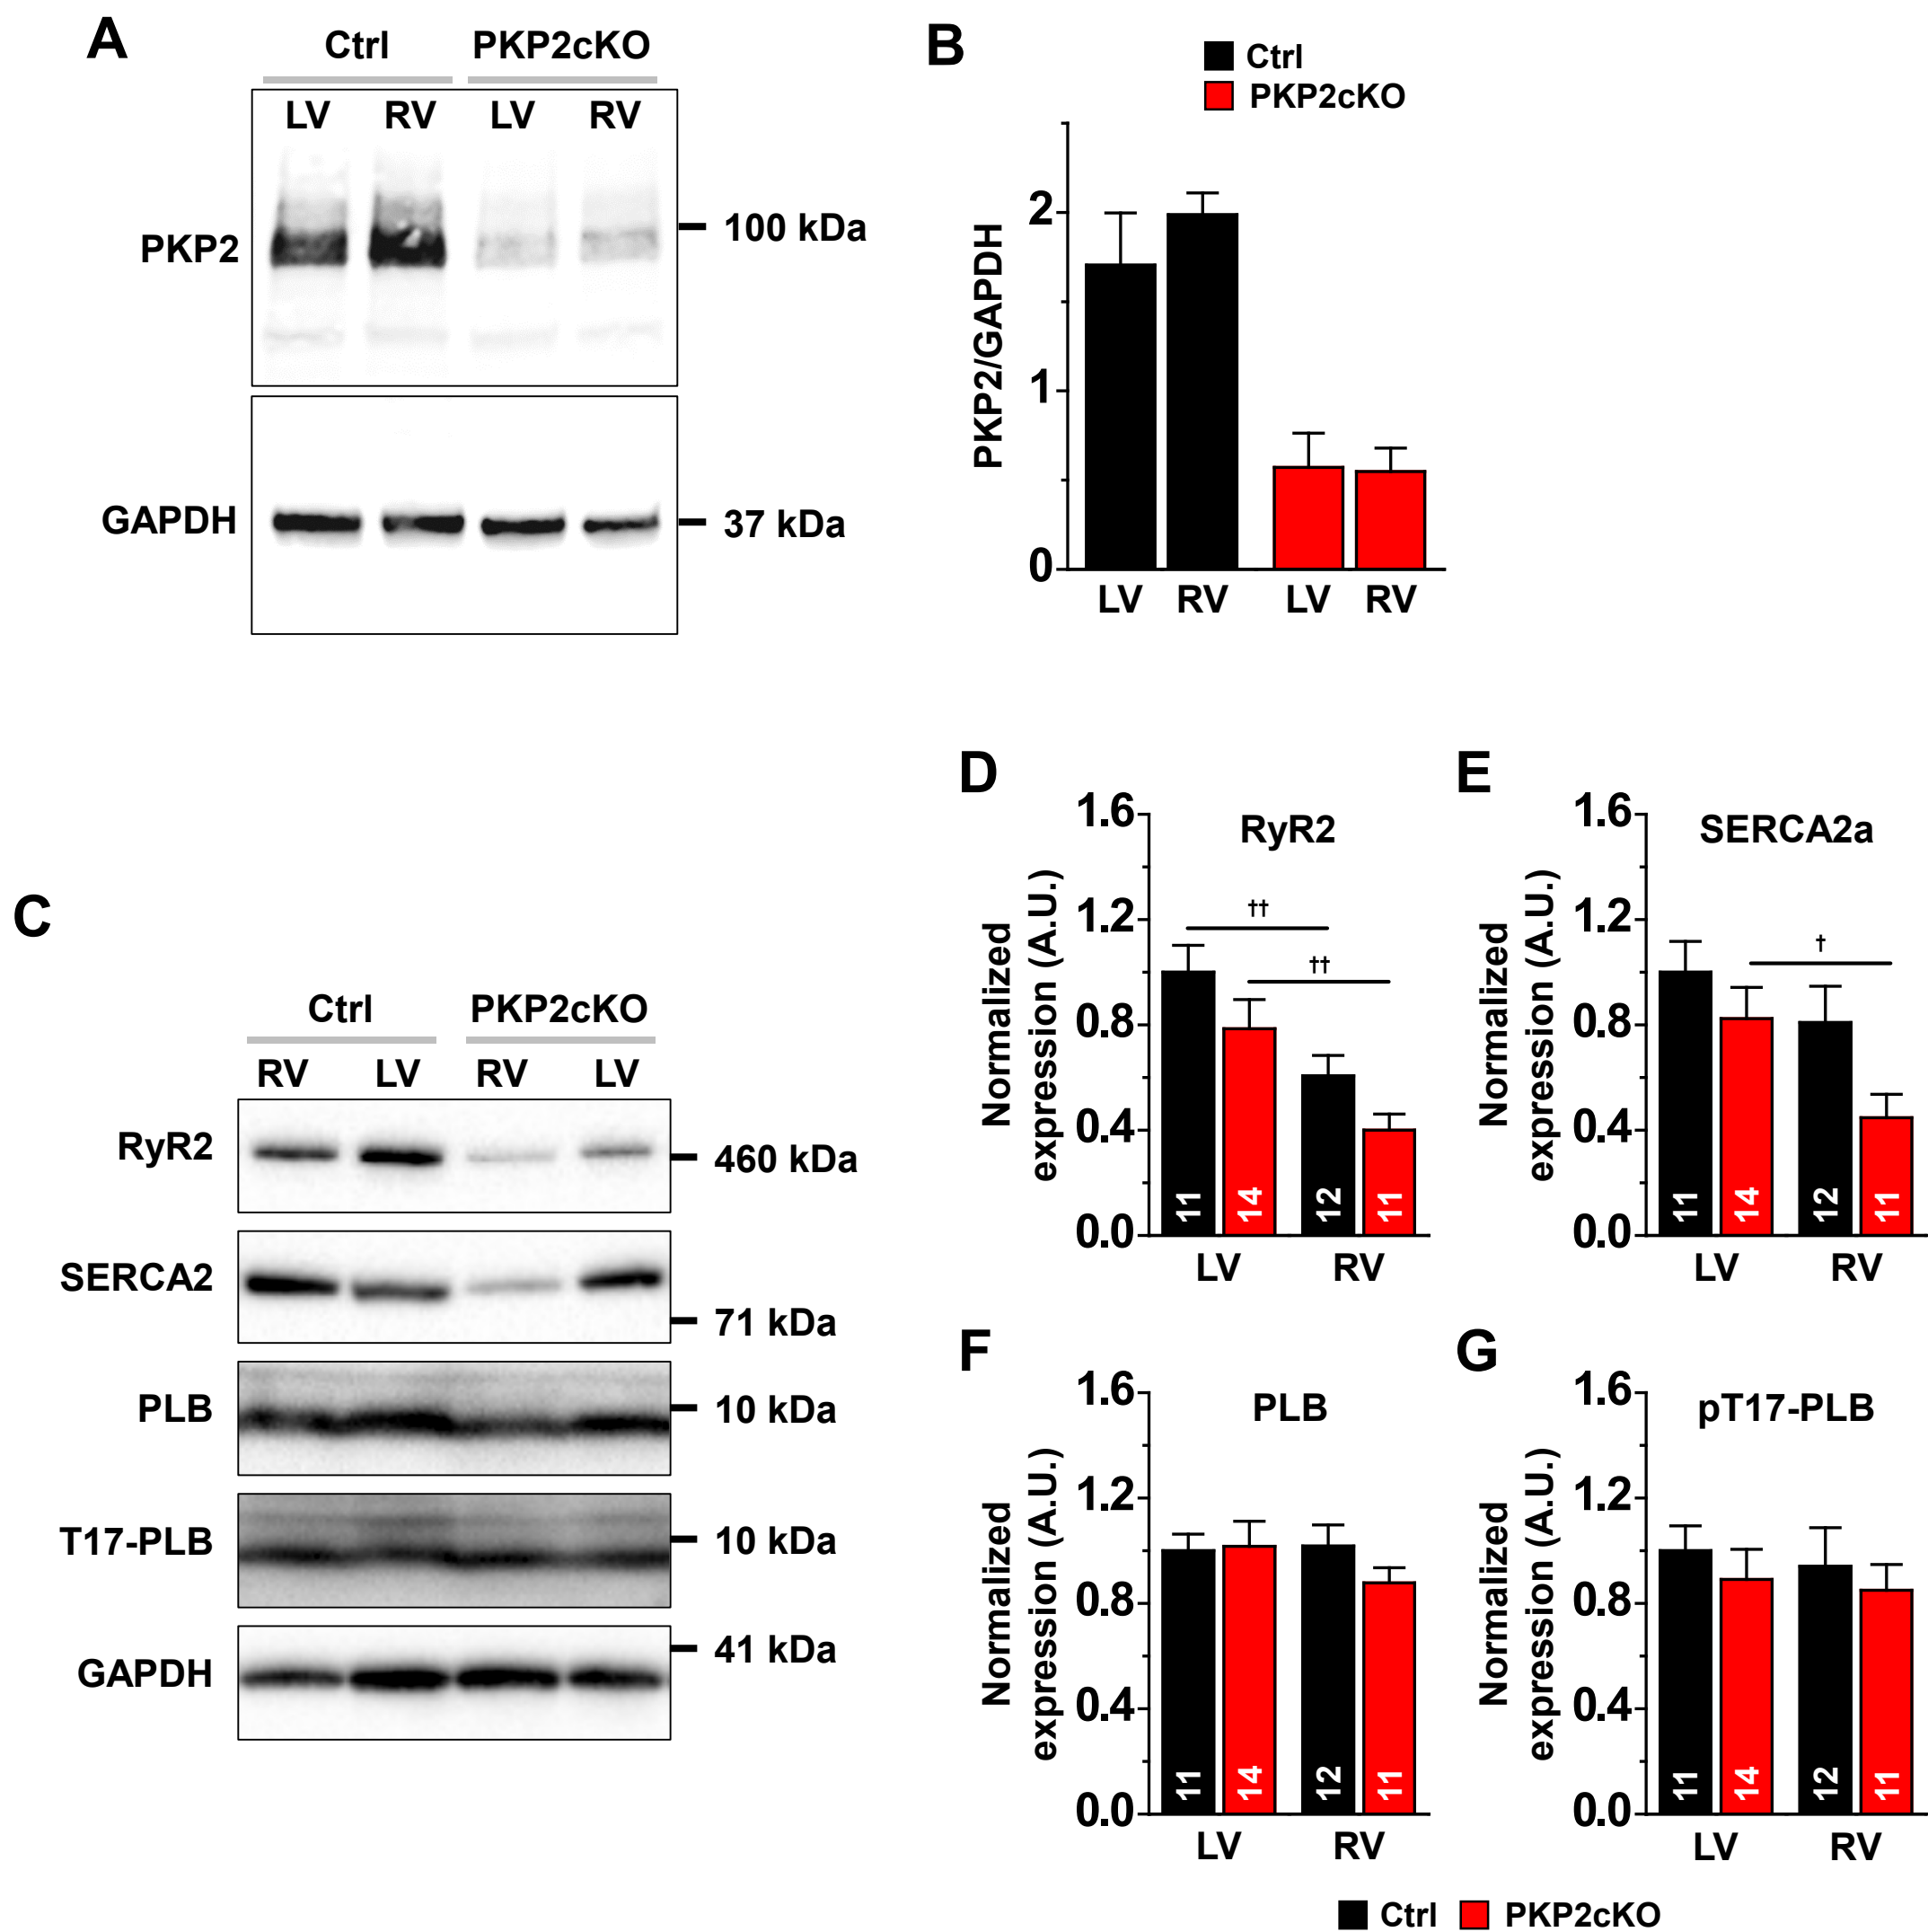 A
Ctrl PKP2cKO
LV RV LV RV
PKP2
100 kDa
GAPDH
37 kDa
B
Ctrl
PKP2cKO
PKP2/GAPDH
2
1
0
LV RV LV RV
C
Ctrl PKP2cKO
RV LV RV LV
RyR2
460 kDa
SERCA2
71 kDa
PLB
10 kDa
T17-PLB
10 kDa
GAPDH
41 kDa
D
RyR2
Normalized
expression (A.U.)
1.6
1.2
0.8
0.4
0.0
††
††
11 14 12 11
LV RV
E
SERCA2a
Normalized
expression (A.U.)
1.6
1.2
0.8
0.4
0.0
†
11 14 12 11
LV RV
F
PLB
Normalized
expression (A.U.)
1.6
1.2
0.8
0.4
0.0
11 14 12 11
LV RV
G
pT17-PLB
Normalized
expression (A.U.)
1.6
1.2
0.8
0.4
0.0
11 14 12 11
LV RV
Ctrl PKP2cKO